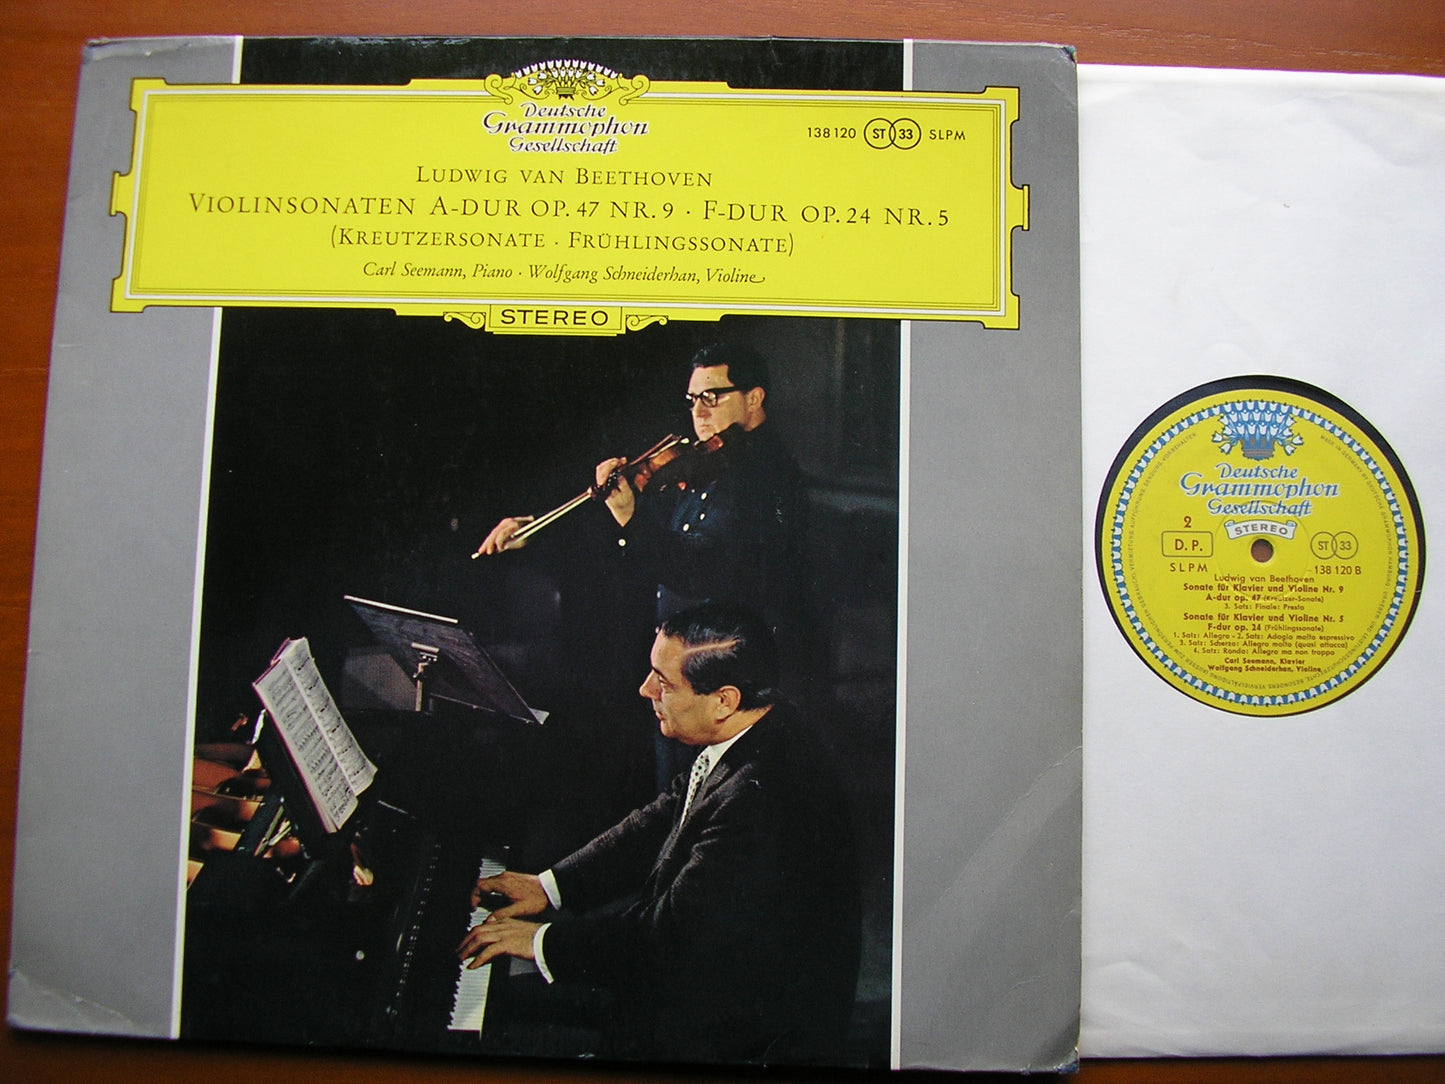 Deutsche
Grammophon
Gesellschaft
138 120 ST 33 SLPM
LUDWIG VAN BEETHOVEN
VIOLINSONATEN A-DUR OP. 47 NR. 9 · F-DUR OP. 24 NR. 5
(KREUTZERSONATE · FRÜHLINGSSONATE)
Carl Seemann, Piano · Wolfgang Schneiderhan, Violine
STEREO
Deutsche
Grammophon
Gesellschaft
STEREO
2
D. P.
SLPM
ST 33
138 120 B
Ludwig van Beethoven
Sonate für Klavier und Violine Nr. 9
A-dur op. 47 (Kreutzer-Sonate)
3. Satz: Finale: Presto
Sonate für Klavier und Violine Nr. 5
F-dur op. 24 (Frühlingssonate)
1. Satz: Allegro - 2. Satz: Adagio molto espressivo
3. Satz: Scherzo: Allegro molto (quasi attacca)
4. Satz: Rondo: Allegro ma non troppo
Carl Seemann, Klavier
Wolfgang Schneiderhan, Violine